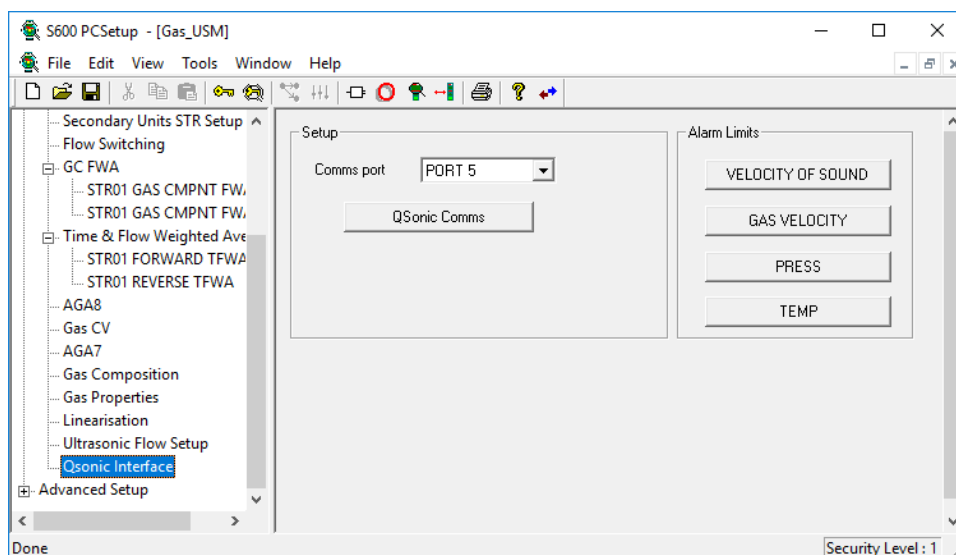 S600 PCSetup - [Gas_USM]
File Edit View Tools Window Help
Secondary Units STR Setup
Flow Switching
GC FWA
STR01 GAS CMPNT FW
STR01 GAS CMPNT FW
Time & Flow Weighted Ave
STR01 FORWARD TFWA
STR01 REVERSE TFWA
AGA8
Gas CV
AGA7
Gas Composition
Gas Properties
Linearisation
Ultrasonic Flow Setup
Qsonic Interface
Advanced Setup
Setup
Comms port PORT 5
QSonic Comms
Alarm Limits
VELOCITY OF SOUND
GAS VELOCITY
PRESS
TEMP
Done
Security Level : 1